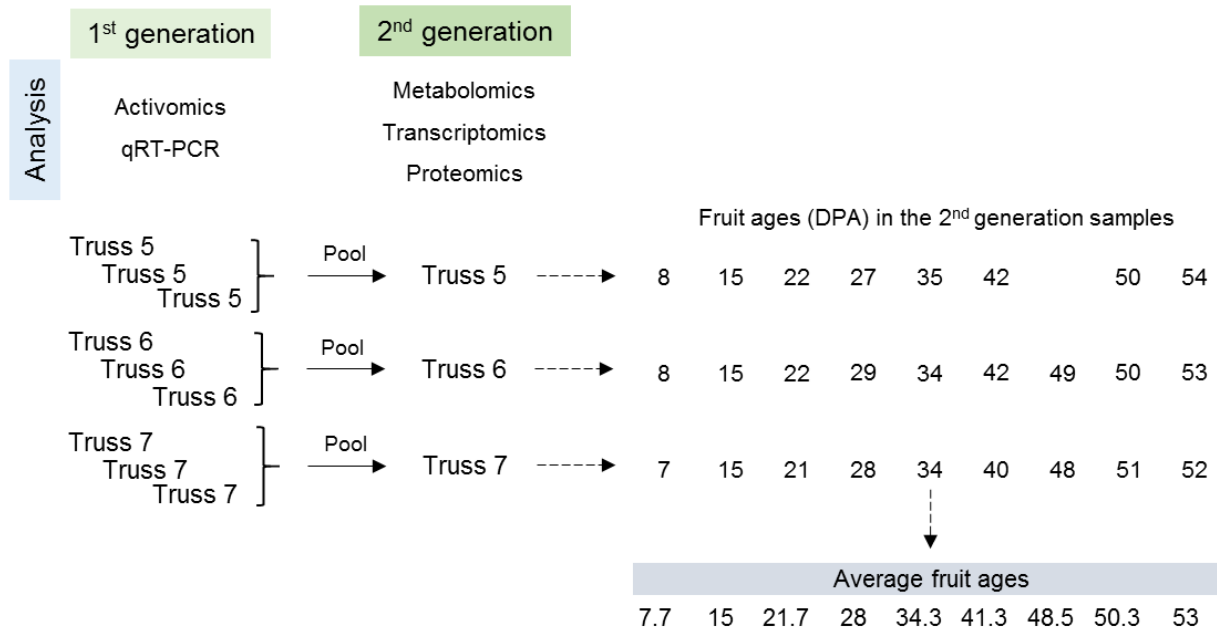 1st generation
2nd generation
Analysis
Activomics
qRT-PCR
Metabolomics
Transcriptomics
Proteomics
Fruit ages (DPA) in the 2nd generation samples
Truss 5
Truss 5
Truss 5
Pool
Truss 5
8 15 22 27 35 42 50 54
Truss 6
Truss 6
Truss 6
Pool
Truss 6
8 15 22 29 34 42 49 50 53
Truss 7
Truss 7
Truss 7
Pool
Truss 7
7 15 21 28 34 40 48 51 52
Average fruit ages
7.7 15 21.7 28 34.3 41.3 48.5 50.3 53